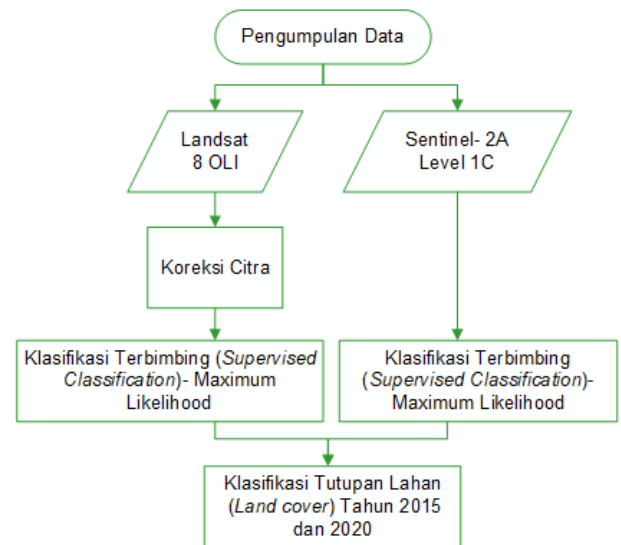 Pengumpulan Data
Landsat
8 OLI
Sentinel- 2A
Level 1C
Koreksi Citra
Klasifikasi Terbimbing (Supervised
Classification)- Maximum
Likelihood
Klasifikasi Terbimbing
(Supervised Classification)-
Maximum Likelihood
Klasifikasi Tutupan Lahan
(Land cover) Tahun 2015
dan 2020